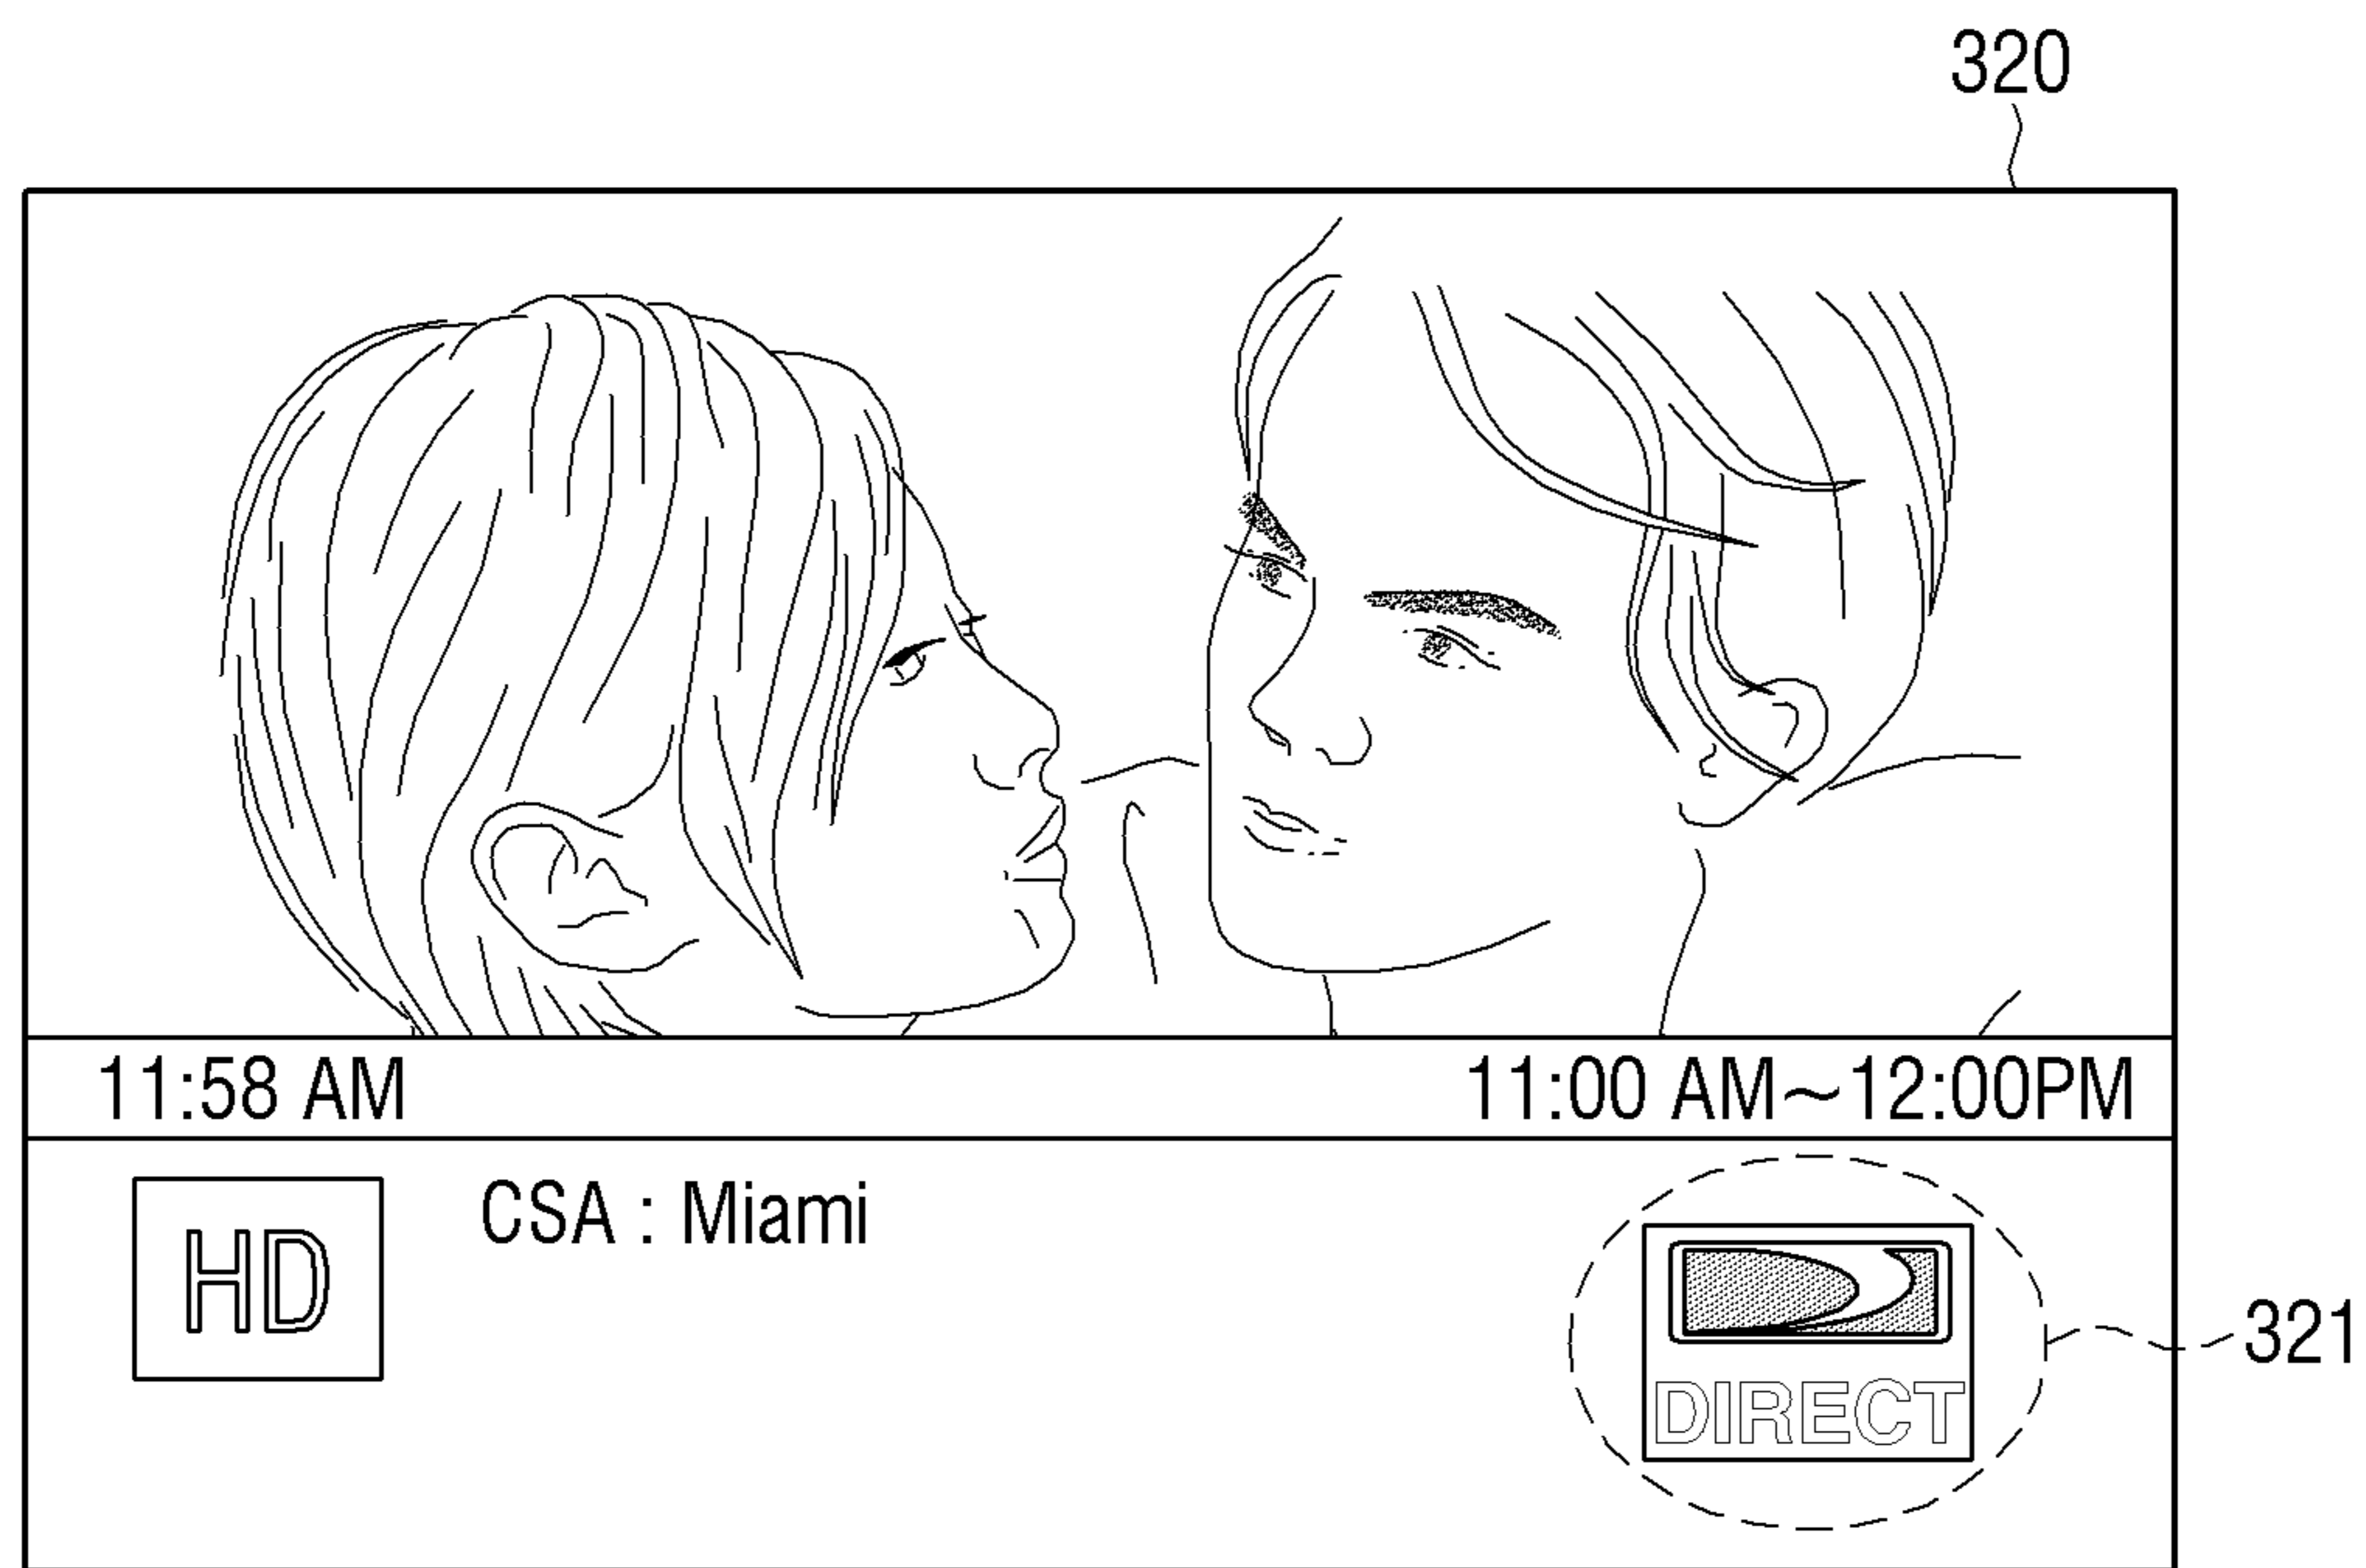 320
11:58 AM 11:00 AM~12:00PM
HD CSA : Miami
DIRECT
321